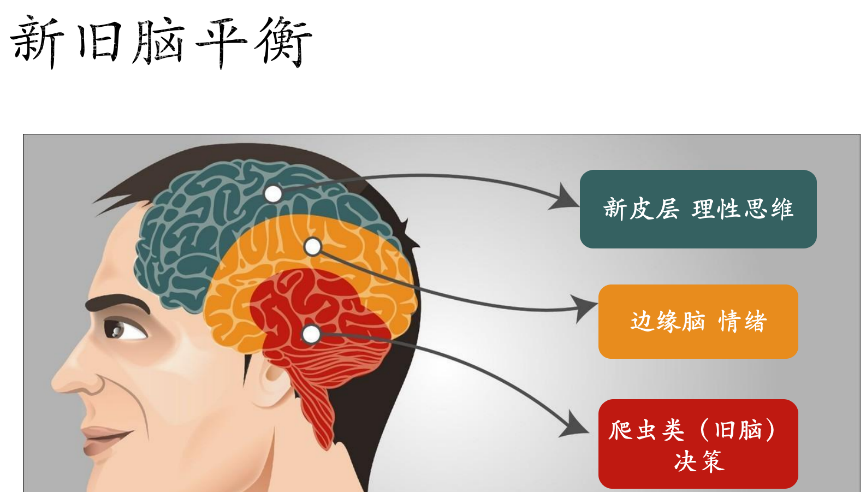 新旧脑平衡
新皮层 理性思维
边缘脑 情绪
爬虫类（旧脑）
决策